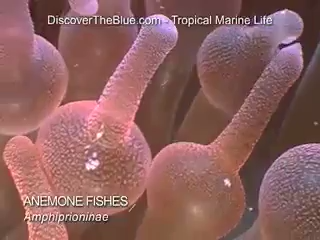 DiscoverTheBlue.com - Tropical Marine Life
ANEMONE FISHES
Amphiprioninae